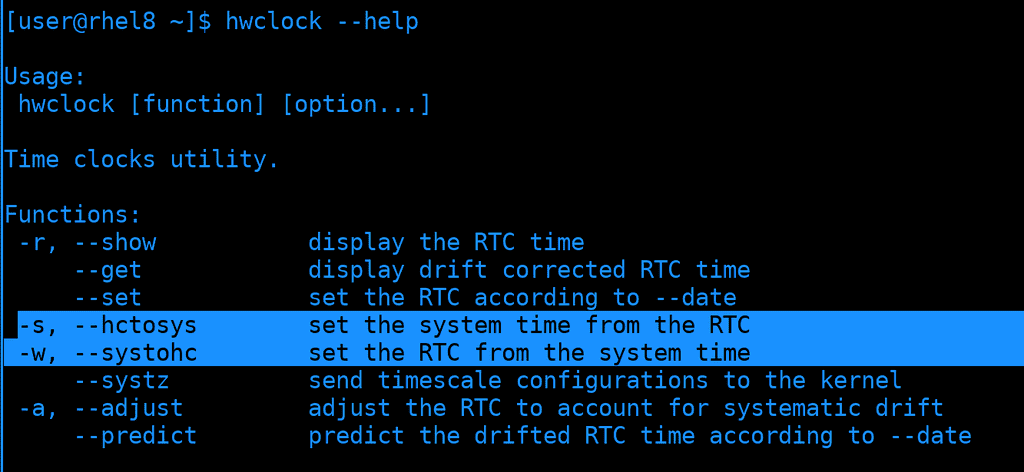 [user@rhel8 ~]$ hwclock --help
Usage:
hwclock [function] [option...]
Time clocks utility.
Functions:
-r, --show display the RTC time
--get display drift corrected RTC time
--set set the RTC according to --date
-s, --hctosys set the system time from the RTC
-w, --systohc set the RTC from the system time
--systz send timescale configurations to the kernel
-a, --adjust adjust the RTC to account for systematic drift
--predict predict the drifted RTC time according to --date